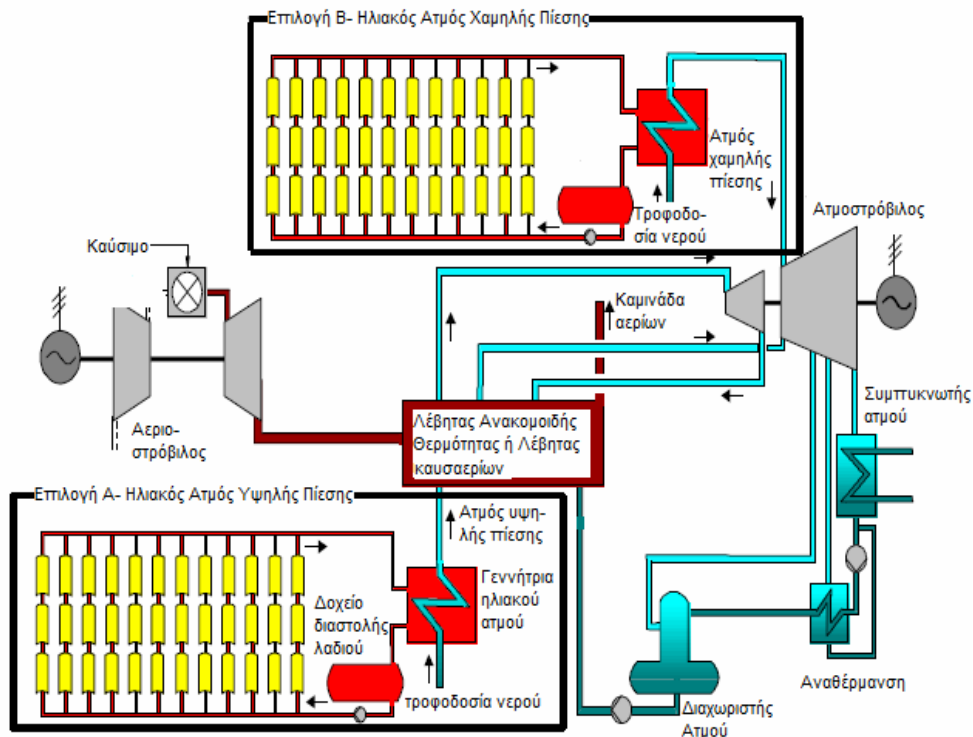 Επιλογή Β- Ηλιακός Ατμός Χαμηλής Πίεσης
Ατμός
χαμηλής
πίεσης
Τροφοδο-
σία νερού
Ατμοστρόβιλος
Καύσιμο
Καμινάδα
αερίων
Αεριο-
στρόβιλος
Λέβητας Ανακομοιδής
Θερμότητας ή Λέβητας
καυσαερίων
Συμπυκνωτής
ατμού
Επιλογή Α- Ηλιακός Ατμός Υψηλής Πίεσης
Ατμός υψη-
λής πίεσης
Γεννήτρια
ηλιακού
ατμού
Δοχείο
διαστολής
λαδιού
τροφοδοσία νερού
Αναθέρμανση
Διαχωριστής
Ατμού